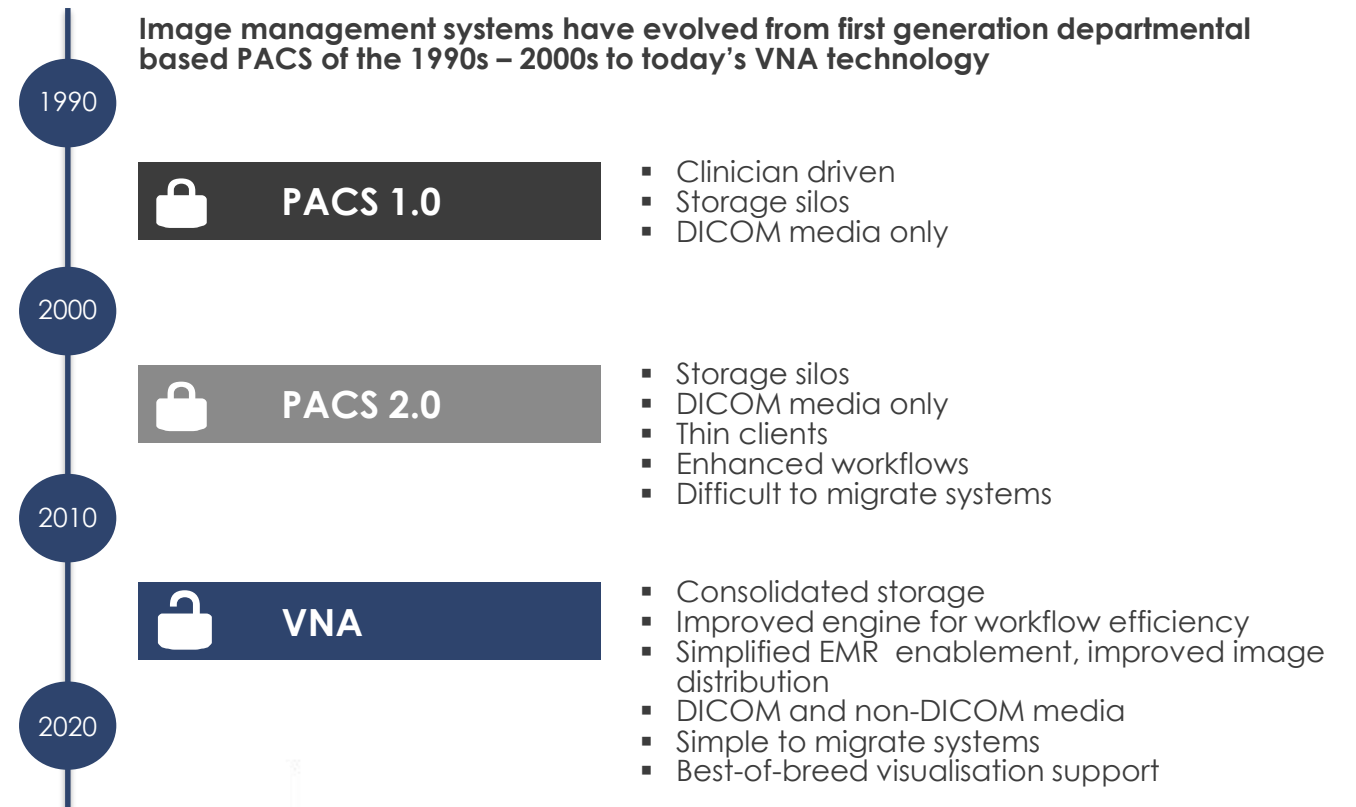 Image management systems have evolved from first generation departmental
based PACS of the 1990s – 2000s to today’s VNA technology
1990
PACS 1.0
▪ Clinician driven
▪ Storage silos
▪ DICOM media only
2000
PACS 2.0
▪ Storage silos
▪ DICOM media only
▪ Thin clients
▪ Enhanced workflows
▪ Difficult to migrate systems
2010
VNA
▪ Consolidated storage
▪ Improved engine for workflow efficiency
▪ Simplified EMR  enablement, improved image
distribution
▪ DICOM and non-DICOM media
▪ Simple to migrate systems
▪ Best-of-breed visualisation support
2020